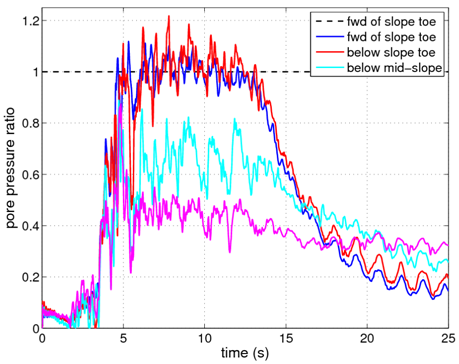 fwd of slope toe
fwd of slope toe
below slope toe
below mid-slope
1.2
1
0.8
0.6
0.4
0.2
0
pore pressure ratio
0 5 10 15 20 25
time (s)